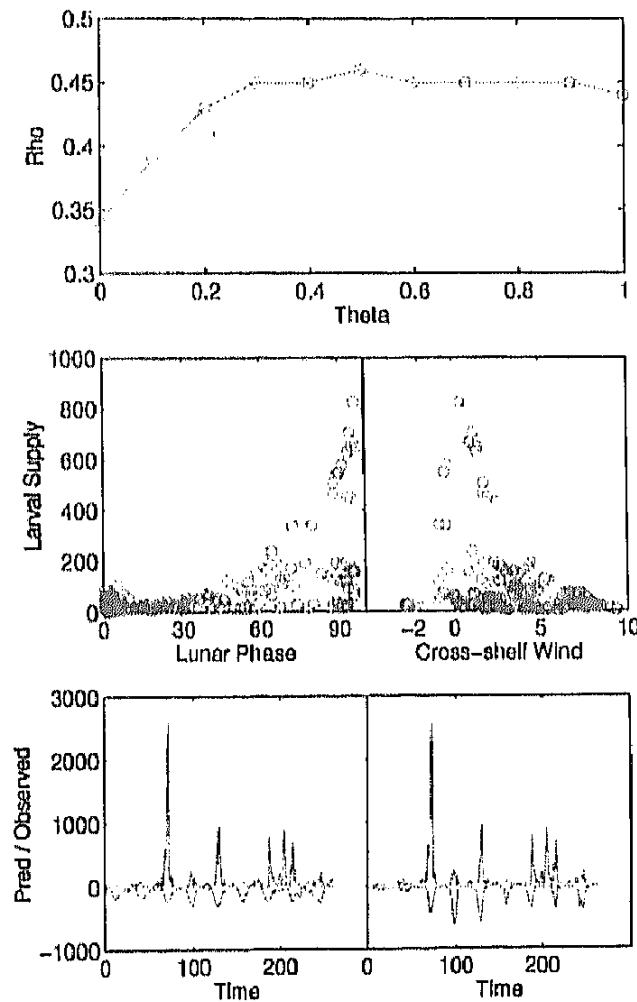 0.5
0.45
0.4
0.35
0.3
Rho
0 0.2 0.4 0.6 0.8 1
Theta
1000
800
600
400
200
0
Larval Supply
0 30 60 90 -2 0 5 10
Lunar Phase Cross-shelf Wind
3000
2000
1000
0
-1000
Pred / Observed
0 100 200 0 100 200
Time Time